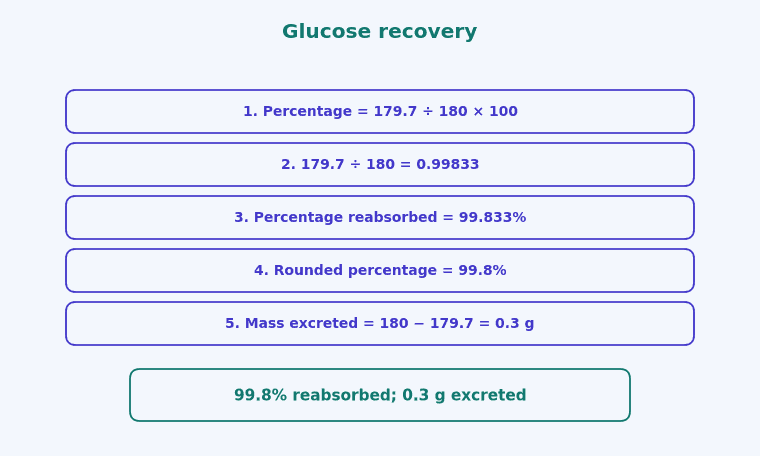 Glucose recovery
1. Percentage = 179.7 ÷ 180 × 100
2. 179.7 ÷ 180 = 0.99833
3. Percentage reabsorbed = 99.833%
4. Rounded percentage = 99.8%
5. Mass excreted = 180 − 179.7 = 0.3 g
99.8% reabsorbed; 0.3 g excreted